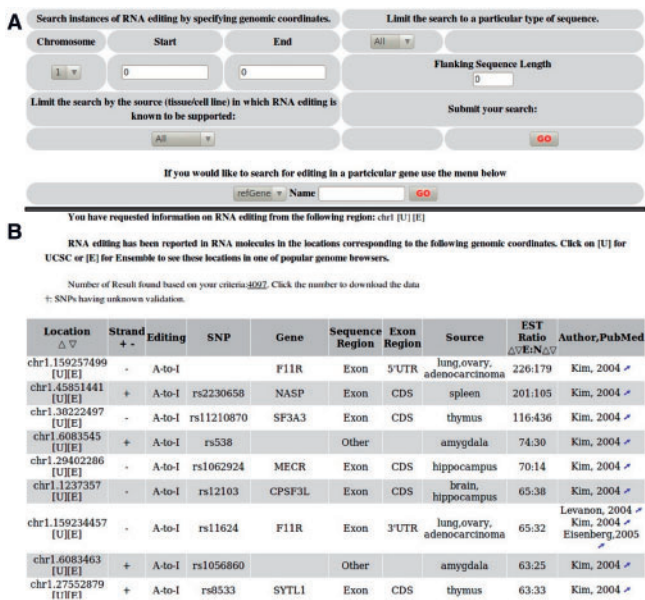 A
Search instances of RNA editing by specifying genomic coordinates.
Limit the search to a particular type of sequence.
Chromosome Start End
All
1 0 0
Flanking Sequence Length
0
Limit the search by the source (tissue/cell line) in which RNA editing is
known to be supported:
Submit your search:
All
GO
If you would like to search for editing in a partcicular gene use the menu below
refGene Name GO
You have requested information on RNA editing from the following region: chr1 [U] [E]
B
RNA editing has been reported in RNA molecules in the locations corresponding to the following genomic coordinates. Click on [U] for
UCSC or [E] for Ensemble to see these locations in one of popular genome browsers.
Number of Result found based on your criteria:4097. Click the number to download the data
†: SNPs having unknown validation.
Location △ ▽ Strand + - Editing SNP Gene Sequence Region Exon Region Source EST Ratio △▽E:N△▽ Author,PubMed
chr1.159257499 [U][E] - A-to-I F11R Exon 5'UTR lung,ovary, adenocarcinoma 226:179 Kim, 2004
chr1.45851441 [U][E] + A-to-I rs2230658 NASP Exon CDS spleen 201:105 Kim, 2004
chr1.38222497 [U][E] - A-to-I rs11210870 SF3A3 Exon CDS thymus 116:436 Kim, 2004
chr1.6083545 [U][E] + A-to-I rs538 Other amygdala 74:30 Kim, 2004
chr1.29402286 [U][E] - A-to-I rs1062924 MECR Exon CDS hippocampus 70:14 Kim, 2004
chr1.1237357 [U][E] - A-to-I rs12103 CPSF3L Exon CDS brain, hippocampus 65:38 Kim, 2004
chr1.159234457 [U][E] - A-to-I rs11624 F11R Exon 3'UTR lung,ovary, adenocarcinoma 65:32 Levanon, 2004 Kim, 2004 Eisenberg,2005
chr1.6083463 [U][E] + A-to-I rs1056860 Other amygdala 63:25 Kim, 2004
chr1.27552879 [U][E] + A-to-I rs8533 SYTL1 Exon CDS thymus 63:33 Kim, 2004